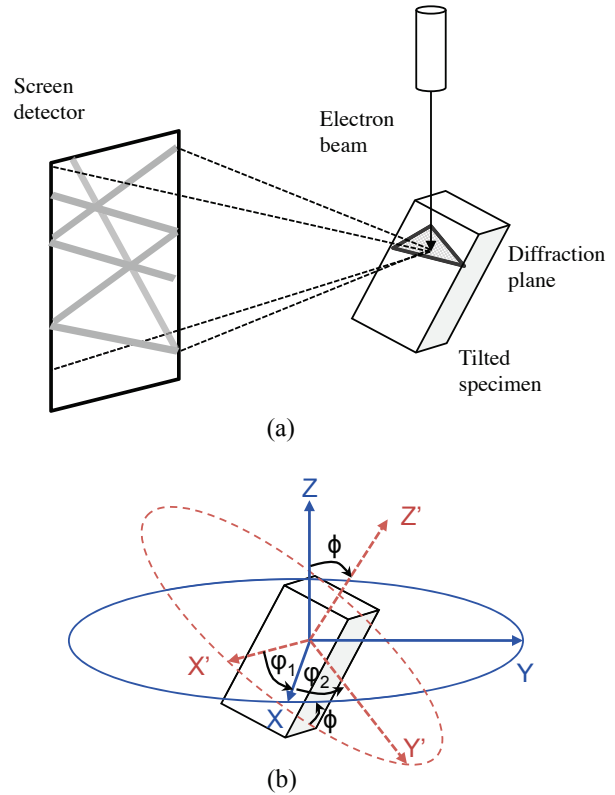 Screen
detector
Electron
beam
Diffraction
plane
Tilted
specimen
(a)
Z
Z'
ϕ
X'
φ1
φ2
X
ϕ
Y
Y'
(b)